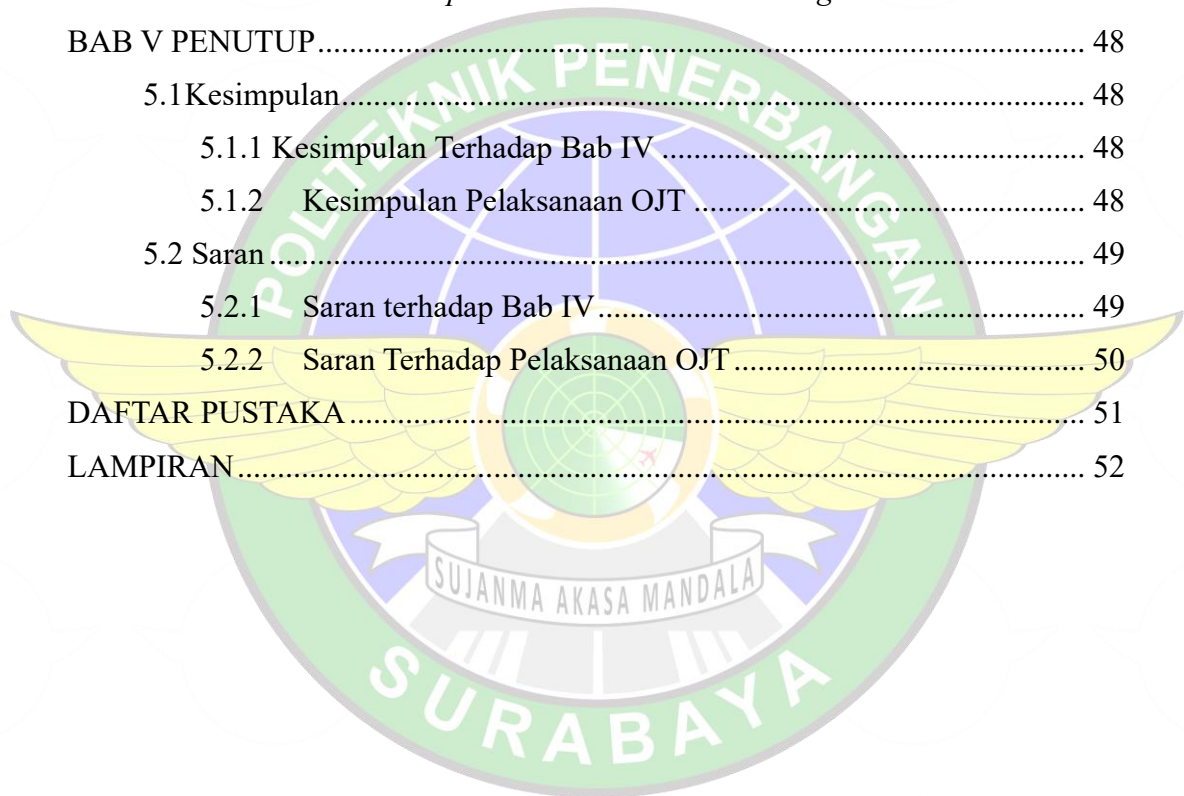 BAB V PENUTUP.......................................................................................... 48
5.1Kesimpulan.......................................................................................... 48
5.1.1 Kesimpulan Terhadap Bab IV .................................................... 48
5.1.2 Kesimpulan Pelaksanaan OJT ................................................ 48
5.2 Saran.................................................................................................... 49
5.2.1 Saran terhadap Bab IV............................................................ 49
5.2.2 Saran Terhadap Pelaksanaan OJT........................................... 50
DAFTAR PUSTAKA...................................................................................... 51
LAMPIRAN.................................................................................................... 52
POLITEKNIK PENERBANGAN
SUJANMA AKASA MANDALA
SURABAYA